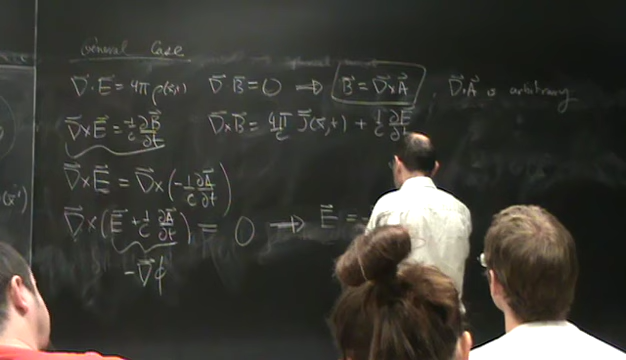 General Case
∇⃗·E⃗ = 4πρ(x⃗,t)   ∇⃗·B⃗ = 0 ⟹ B⃗ = ∇⃗×A⃗ . ∇⃗·A⃗ is arbitrary
∇⃗×E⃗ = 1/c ∂B⃗/∂t   ∇⃗×B⃗ = 4π/c J⃗(x⃗,t) + 1/c ∂E⃗/∂t
∇⃗×E⃗ = ∇⃗×(-1/c ∂A⃗/∂t)
∇⃗×(E⃗ + 1/c ∂A⃗/∂t) = 0 ⟹ E⃗ = -
-∇⃗φ